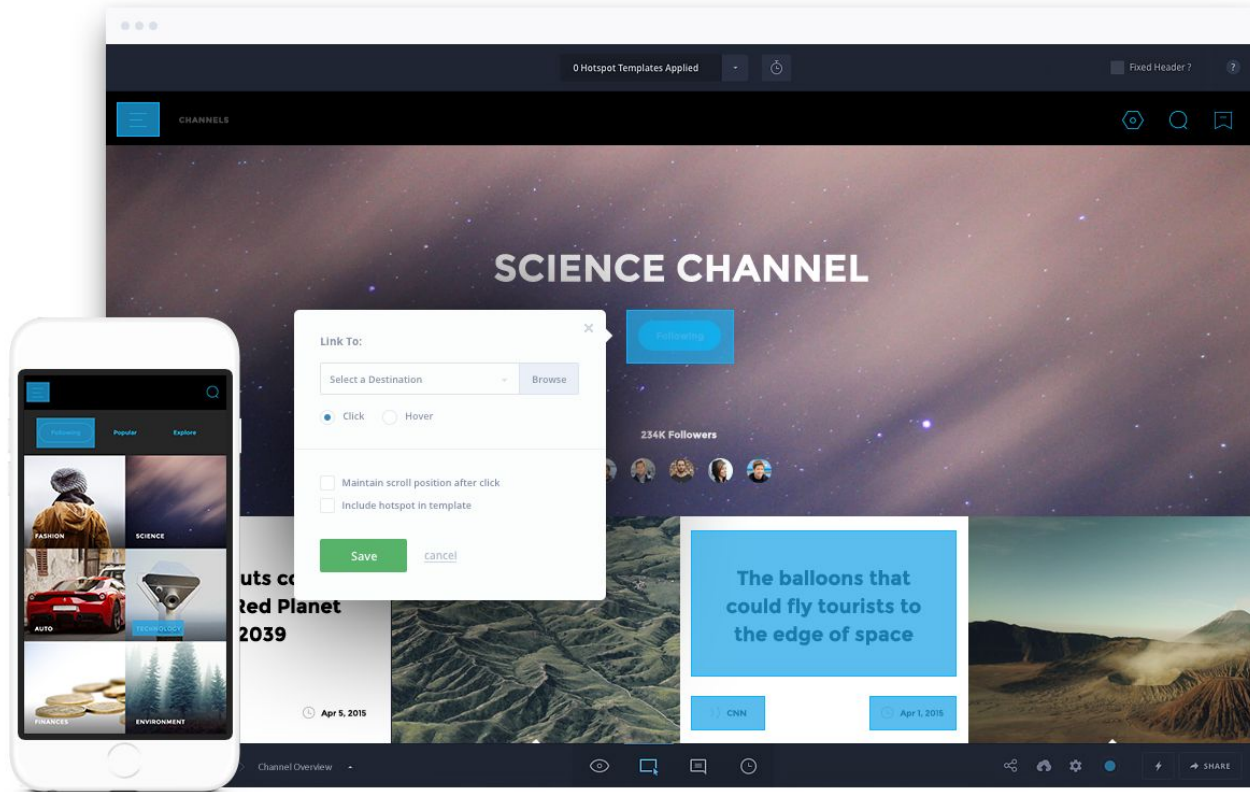 0 Hotspot Templates Applied
Fixed Header ?
?
CHANNELS
SCIENCE CHANNEL
Following
Link To:
Select a Destination
Browse
Click
Hover
234K Followers
Maintain scroll position after click
Include hotspot in template
Save
cancel
Following
Popular
Explore
FASHION
SCIENCE
AUTO
TECHNOLOGY
FINANCES
ENVIRONMENT
Red Planet
2039
Apr 5, 2015
The balloons that
could fly tourists to
the edge of space
CNN
Apr 1, 2015
Channel Overview
SHARE